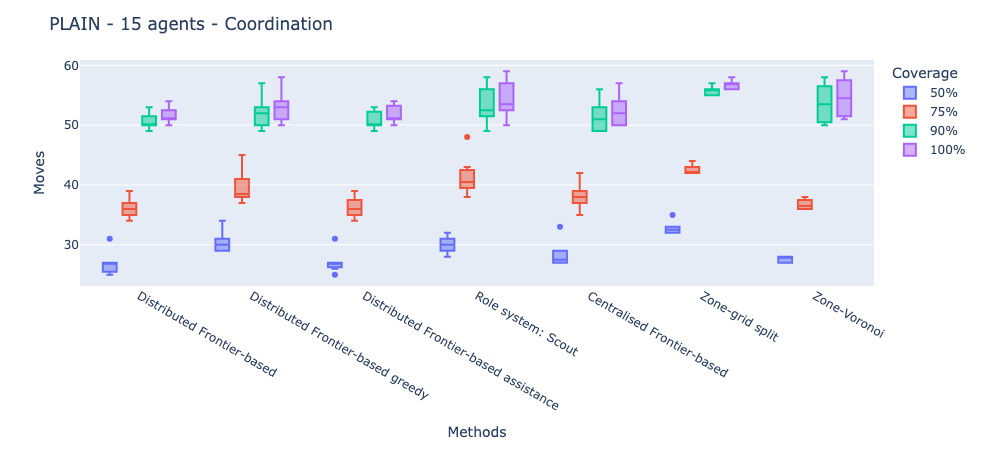 PLAIN - 15 agents - Coordination
Coverage
50%
75%
90%
100%
60
50
40
30
Moves
Distributed Frontier-based
Distributed Frontier-based greedy
Distributed Frontier-based assistance
Role system: Scout
Centralised Frontier-based
Zone-grid split
Zone-Voronoi
Methods